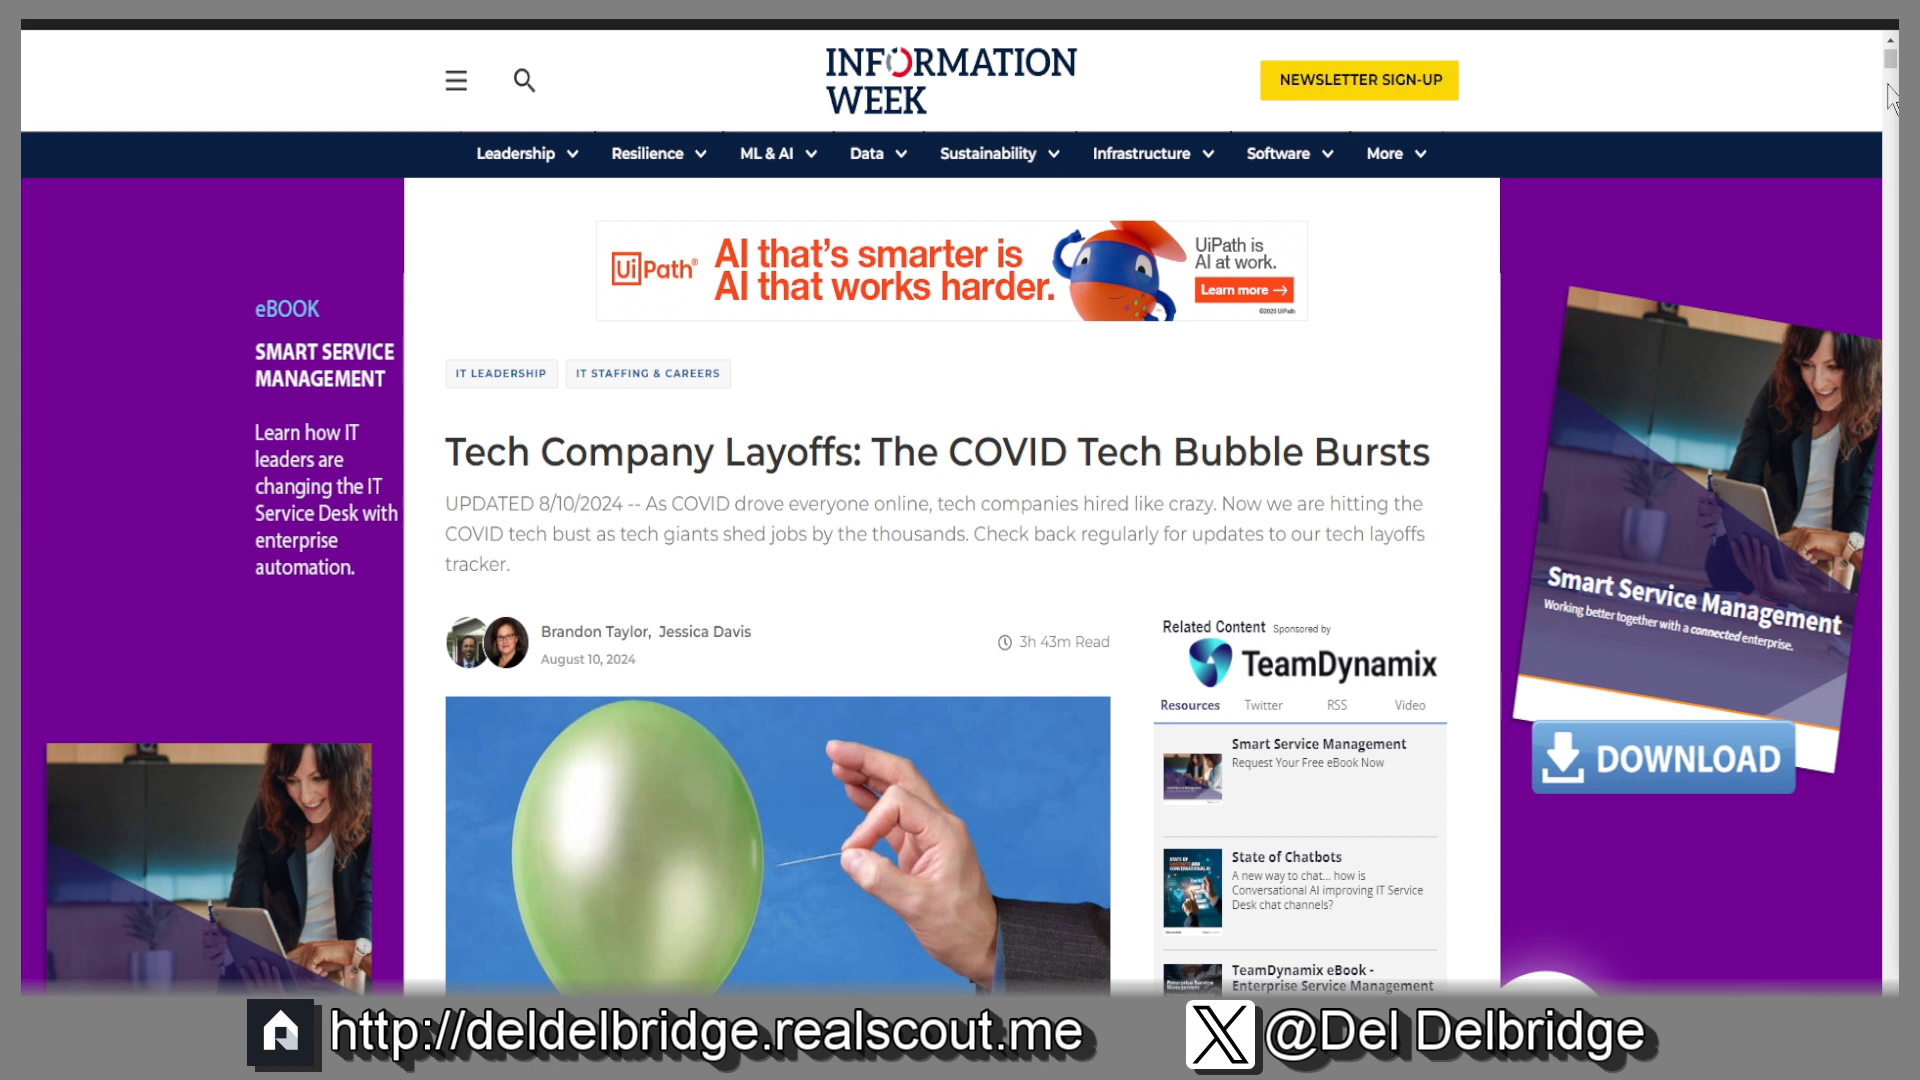 INFORMATION
WEEK
NEWSLETTER SIGN-UP
Leadership Resilience ML & AI Data Sustainability Infrastructure Software More
UiPath®
AI that's smarter is
AI that works harder.
UiPath is
AI at work.
Learn more →
©2025 UiPath
eBOOK
SMART SERVICE
MANAGEMENT
Learn how IT
leaders are
changing the IT
Service Desk with
enterprise
automation.
IT LEADERSHIP IT STAFFING & CAREERS
Tech Company Layoffs: The COVID Tech Bubble Bursts
UPDATED 8/10/2024 -- As COVID drove everyone online, tech companies hired like crazy. Now we are hitting the
COVID tech bust as tech giants shed jobs by the thousands. Check back regularly for updates to our tech layoffs
tracker.
Brandon Taylor, Jessica Davis
August 10, 2024
3h 43m Read
Related Content Sponsored by
TeamDynamix
Resources Twitter RSS Video
Smart Service Management
Request Your Free eBook Now
State of Chatbots
A new way to chat... how is
Conversational AI improving IT Service
Desk chat channels?
TeamDynamix eBook -
Enterprise Service Management
Smart Service Management
Working better together with a connected enterprise.
DOWNLOAD
http://deldelbridge.realscout.me
@Del Delbridge